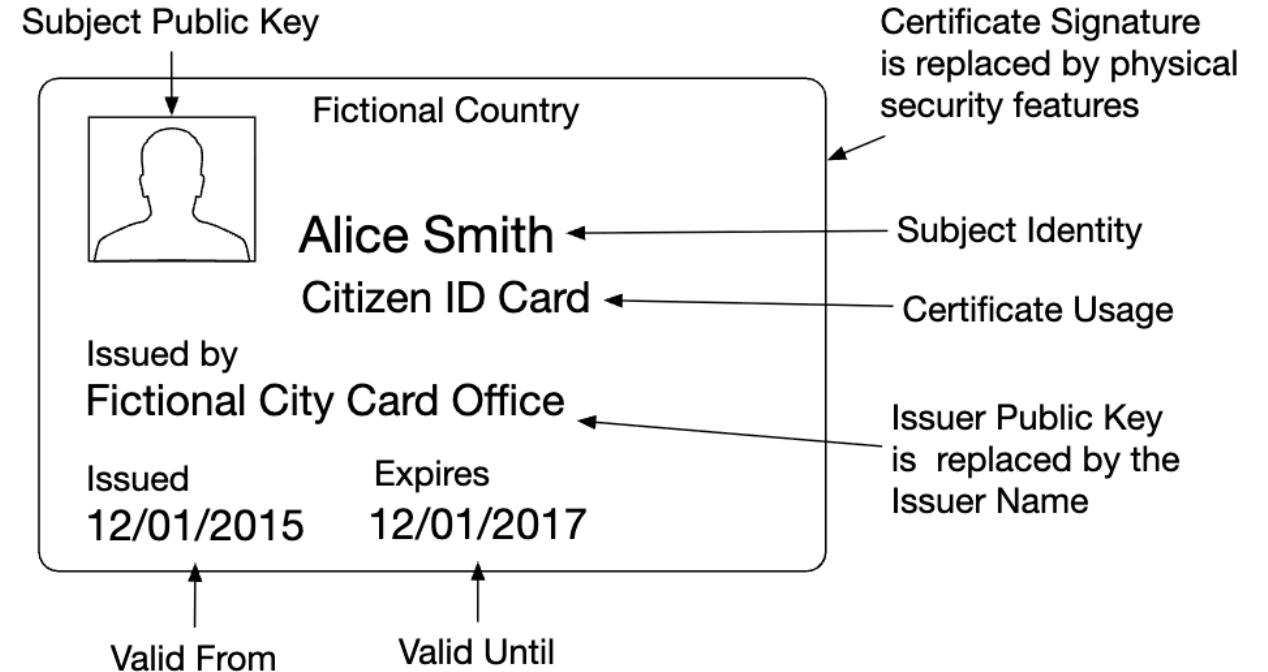 Subject Public Key
Certificate Signature
is replaced by physical
security features
Fictional Country
Alice Smith
Subject Identity
Citizen ID Card
Certificate Usage
Issued by
Fictional City Card Office
Issuer Public Key
is replaced by the
Issuer Name
Issued
12/01/2015
Expires
12/01/2017
Valid From
Valid Until